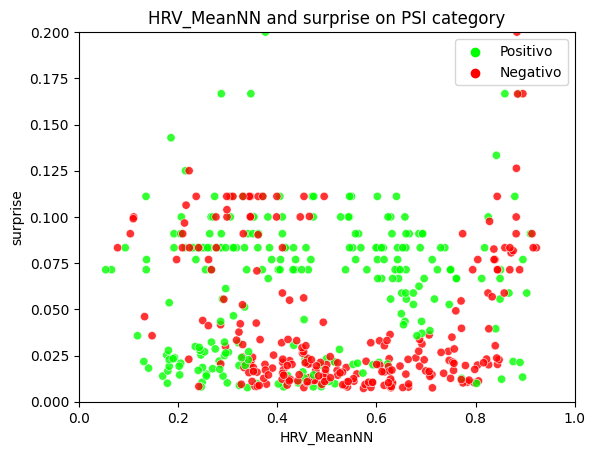 HRV_MeanNN and surprise on PSI category
Positivo
Negativo
surprise
0.200
0.175
0.150
0.125
0.100
0.075
0.050
0.025
0.000
0.0 0.2 0.4 0.6 0.8 1.0
HRV_MeanNN